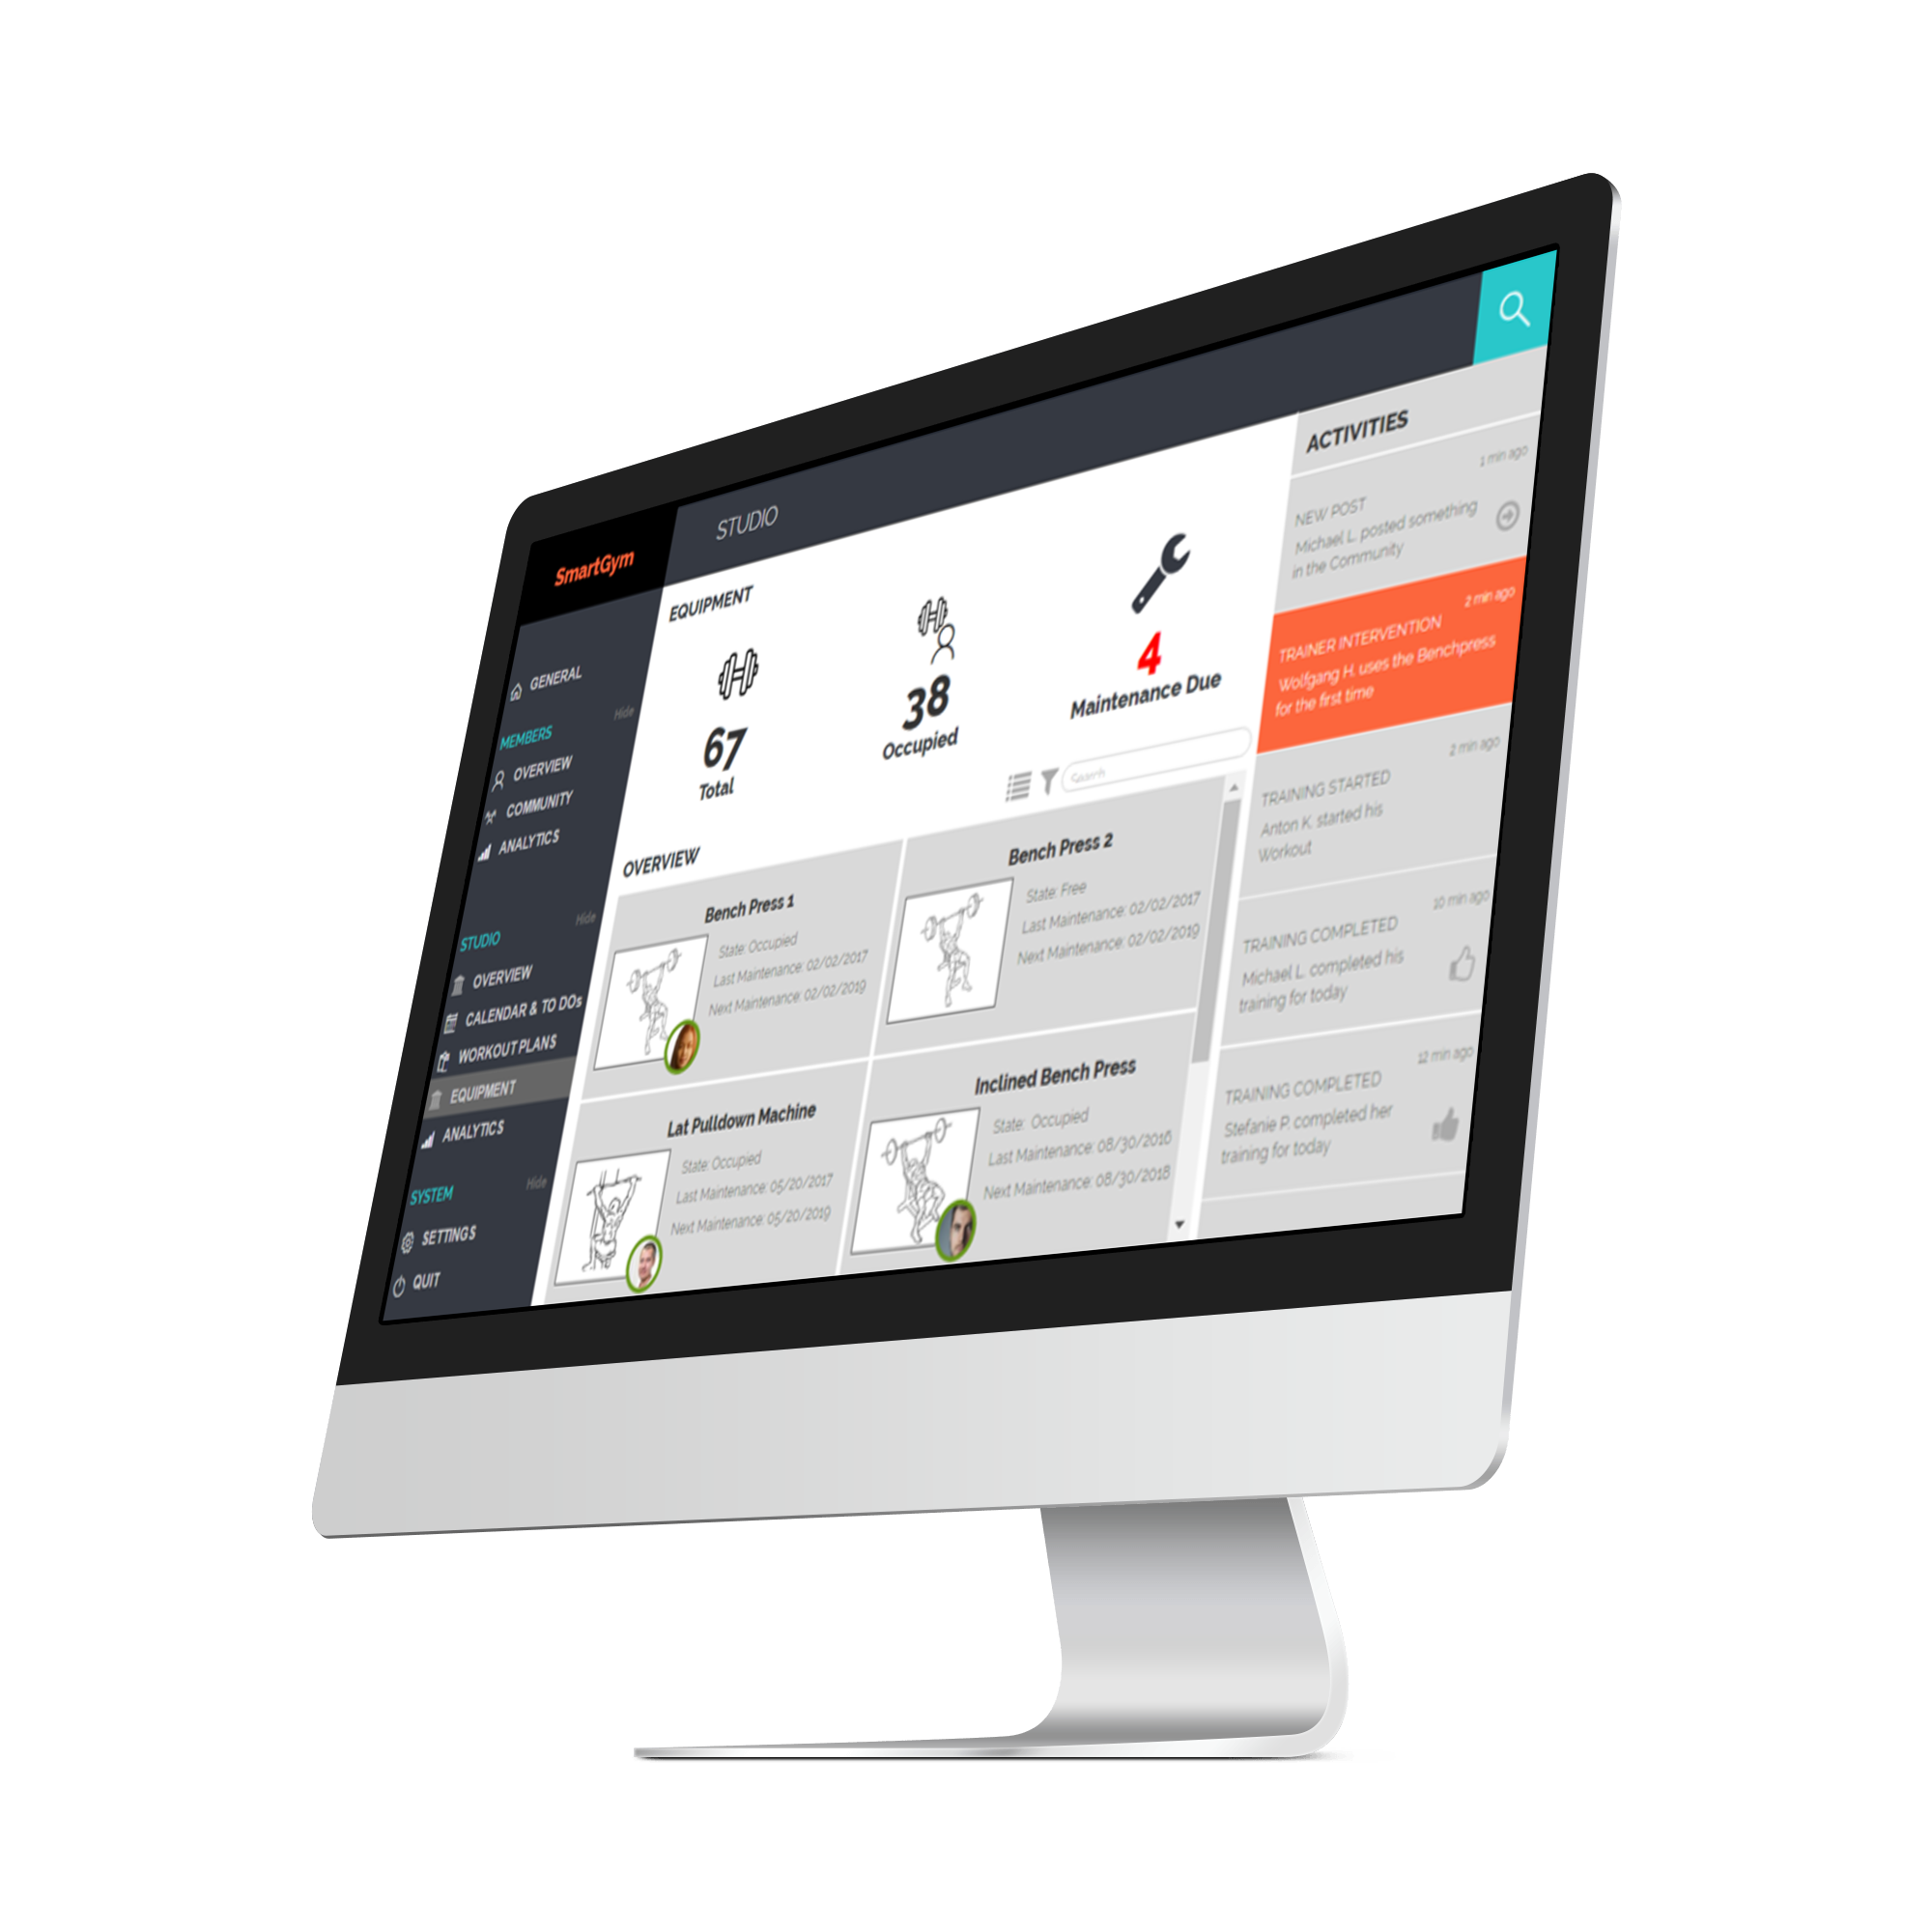 SmartGym
STUDIO
GENERAL
MEMBERS
Hide
OVERVIEW
COMMUNITY
ANALYTICS
STUDIO
Hide
OVERVIEW
CALENDAR & TO DOs
WORKOUT PLANS
EQUIPMENT
ANALYTICS
SYSTEM
Hide
SETTINGS
QUIT
EQUIPMENT
67
Total
38
Occupied
4
Maintenance Due
Search
OVERVIEW
Bench Press 1
State: Occupied
Last Maintenance: 02/02/2017
Next Maintenance: 02/02/2019
Bench Press 2
State: Free
Last Maintenance: 02/02/2017
Next Maintenance: 02/02/2019
Lat Pulldown Machine
State: Occupied
Last Maintenance: 05/20/2017
Next Maintenance: 05/20/2019
Inclined Bench Press
State: Occupied
Last Maintenance: 08/30/2016
Next Maintenance: 08/30/2018
ACTIVITIES
1 min ago
NEW POST
Michael L. posted something
in the Community
2 min ago
TRAINER INTERVENTION
Wolfgang H. uses the Benchpress
for the first time
2 min ago
TRAINING STARTED
Anton K. started his
Workout
10 min ago
TRAINING COMPLETED
Michael L. completed his
training for today
12 min ago
TRAINING COMPLETED
Stefanie P. completed her
training for today